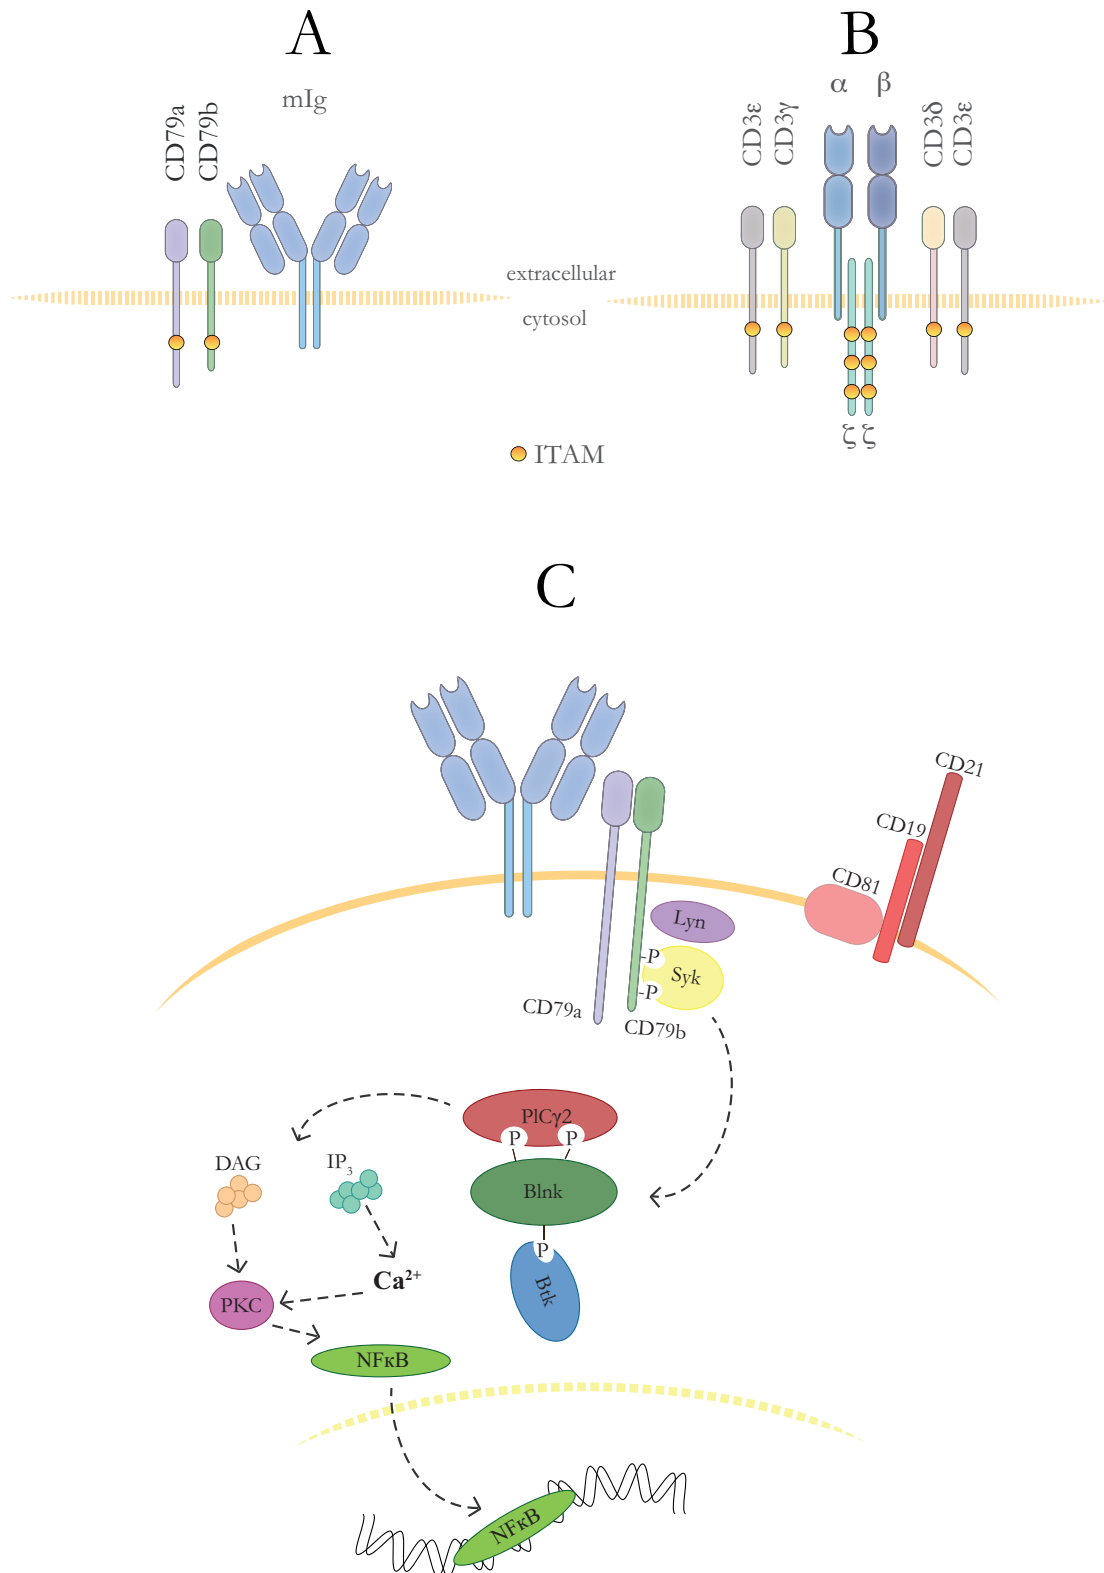 A
B
mIg
CD79a
CD79b
α
β
CD3ε
CD3γ
CD3δ
CD3ε
extracellular
cytosol
ζ ζ
ITAM
C
CD21
CD19
CD81
Lyn
-P
Syk
-P
CD79a
CD79b
PlCγ2
P P
DAG
IP3
Blnk
P
Ca2+
Btk
PKC
NFκB
NFκB